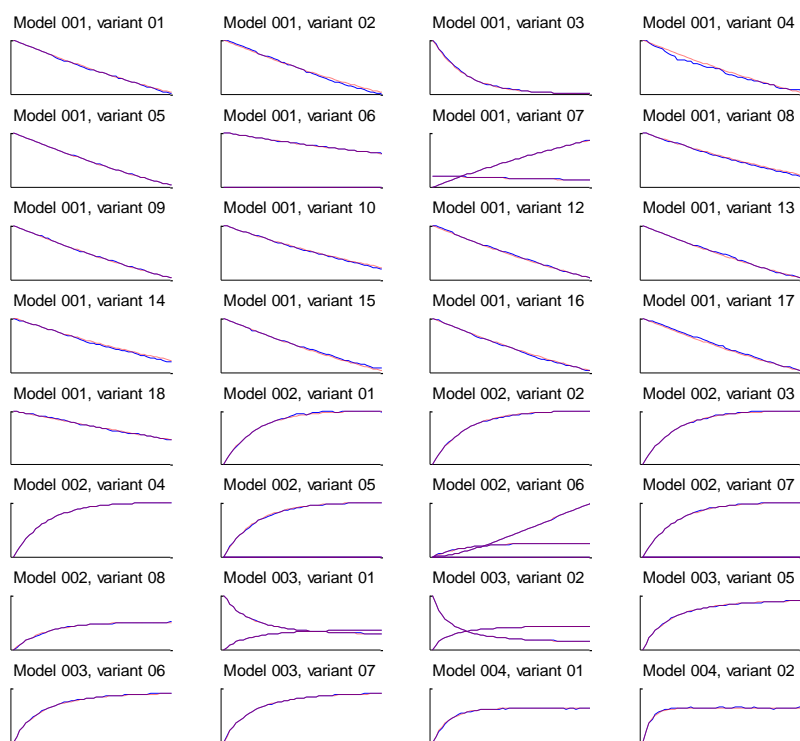 Model 001, variant 01
Model 001, variant 02
Model 001, variant 03
Model 001, variant 04
Model 001, variant 05
Model 001, variant 06
Model 001, variant 07
Model 001, variant 08
Model 001, variant 09
Model 001, variant 10
Model 001, variant 12
Model 001, variant 13
Model 001, variant 14
Model 001, variant 15
Model 001, variant 16
Model 001, variant 17
Model 001, variant 18
Model 002, variant 01
Model 002, variant 02
Model 002, variant 03
Model 002, variant 04
Model 002, variant 05
Model 002, variant 06
Model 002, variant 07
Model 002, variant 08
Model 003, variant 01
Model 003, variant 02
Model 003, variant 05
Model 003, variant 06
Model 003, variant 07
Model 004, variant 01
Model 004, variant 02